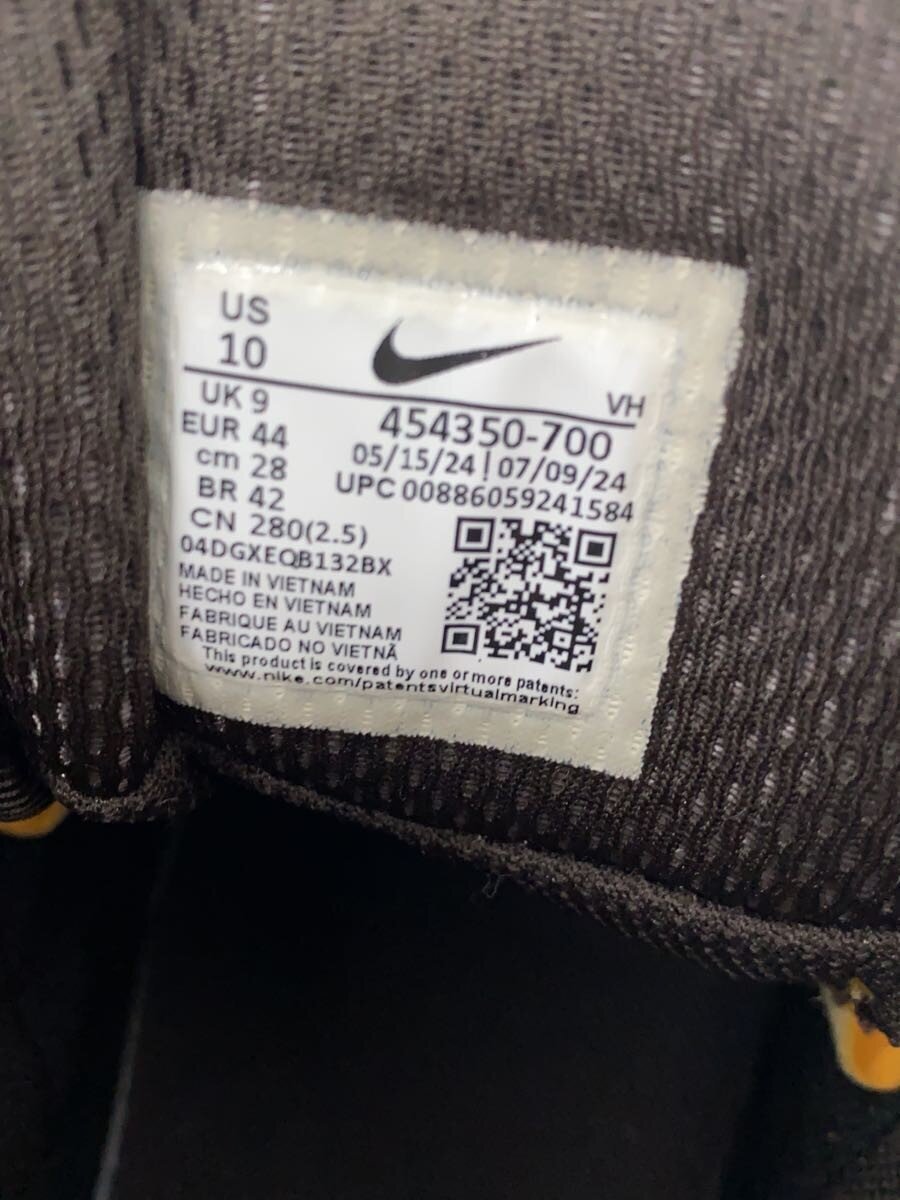 US
10
VH
UK 9
EUR 44
cm 28
BR 42
CN 280(2.5)
454350-700
05/15/24 | 07/09/24
UPC 00886059241584
04DGXEQB132BX
MADE IN VIETNAM
HECHO EN VIETNAM
FABRIQUE AU VIETNAM
FABRICADO NO VIETNÃ
This product is covered by one or more patents:
www.nike.com/patentsvirtualmarking